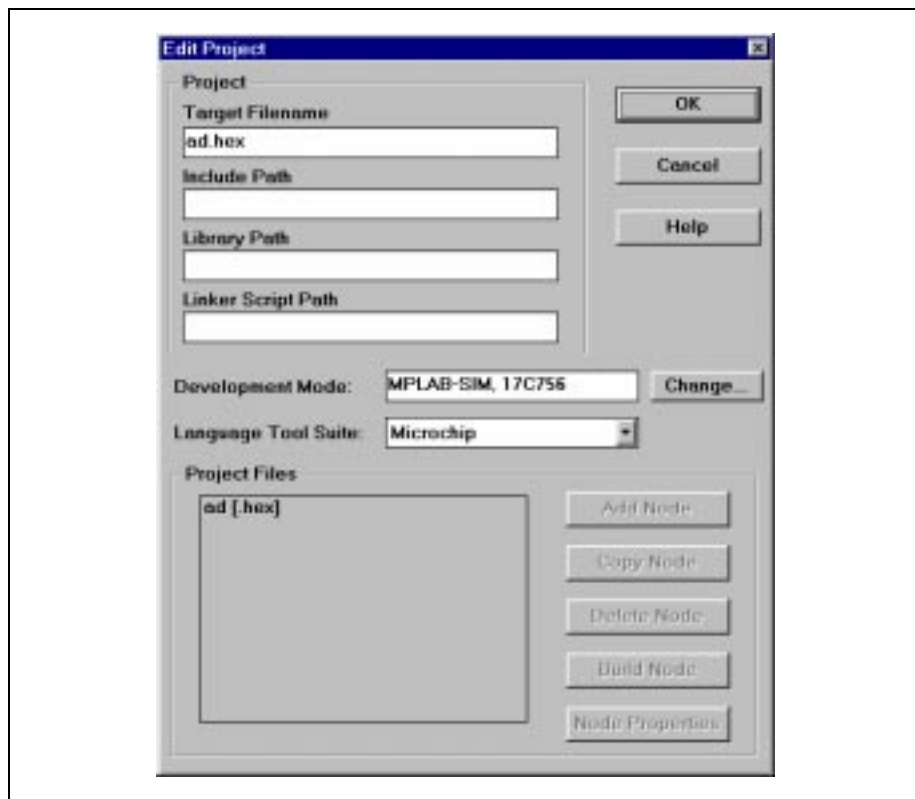 Edit Project
Project
Target Filename
ad.hex
Include Path
Library Path
Linker Script Path
OK
Cancel
Help
Development Mode:
MPLAB-SIM, 17C756
Change...
Language Tool Suite:
Microchip
Project Files
ad [.hex]
Add Node
Copy Node
Delete Node
Build Node
Node Properties